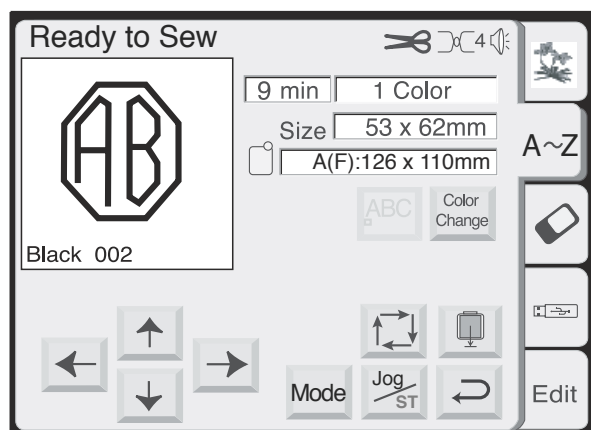 Ready to Sew
4
AB
9 min
1 Color
Size
53 x 62mm
A(F):126 x 110mm
A~Z
ABC
Color
Change
Black 002
Mode
Jog
ST
Edit